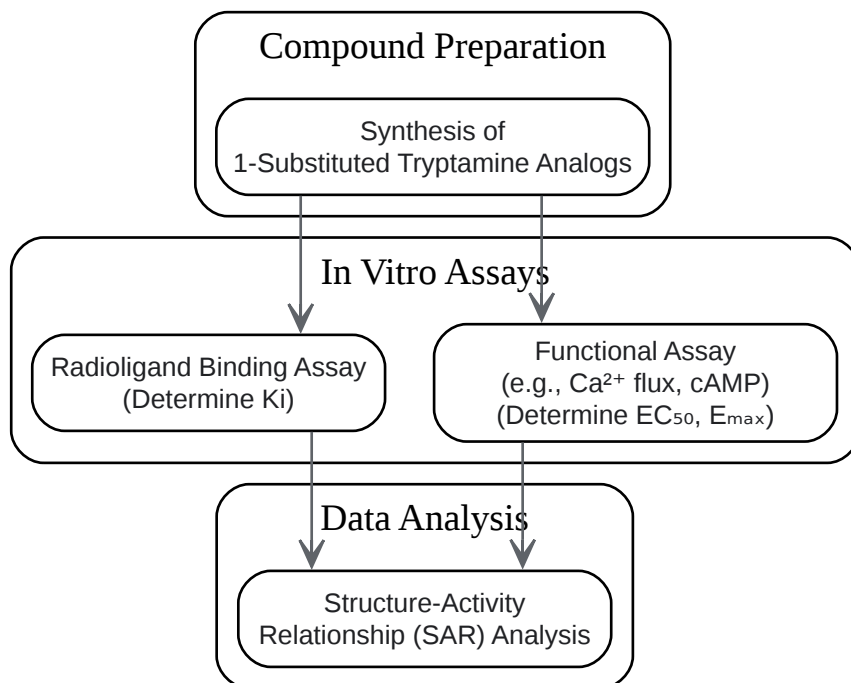 Compound Preparation
Synthesis of
1-Substituted Tryptamine Analogs
In Vitro Assays
Radioligand Binding Assay
(Determine Ki)
Functional Assay
(e.g., Ca²⁺ flux, cAMP)
(Determine EC₅₀, Eₘₐₓ)
Data Analysis
Structure-Activity
Relationship (SAR) Analysis